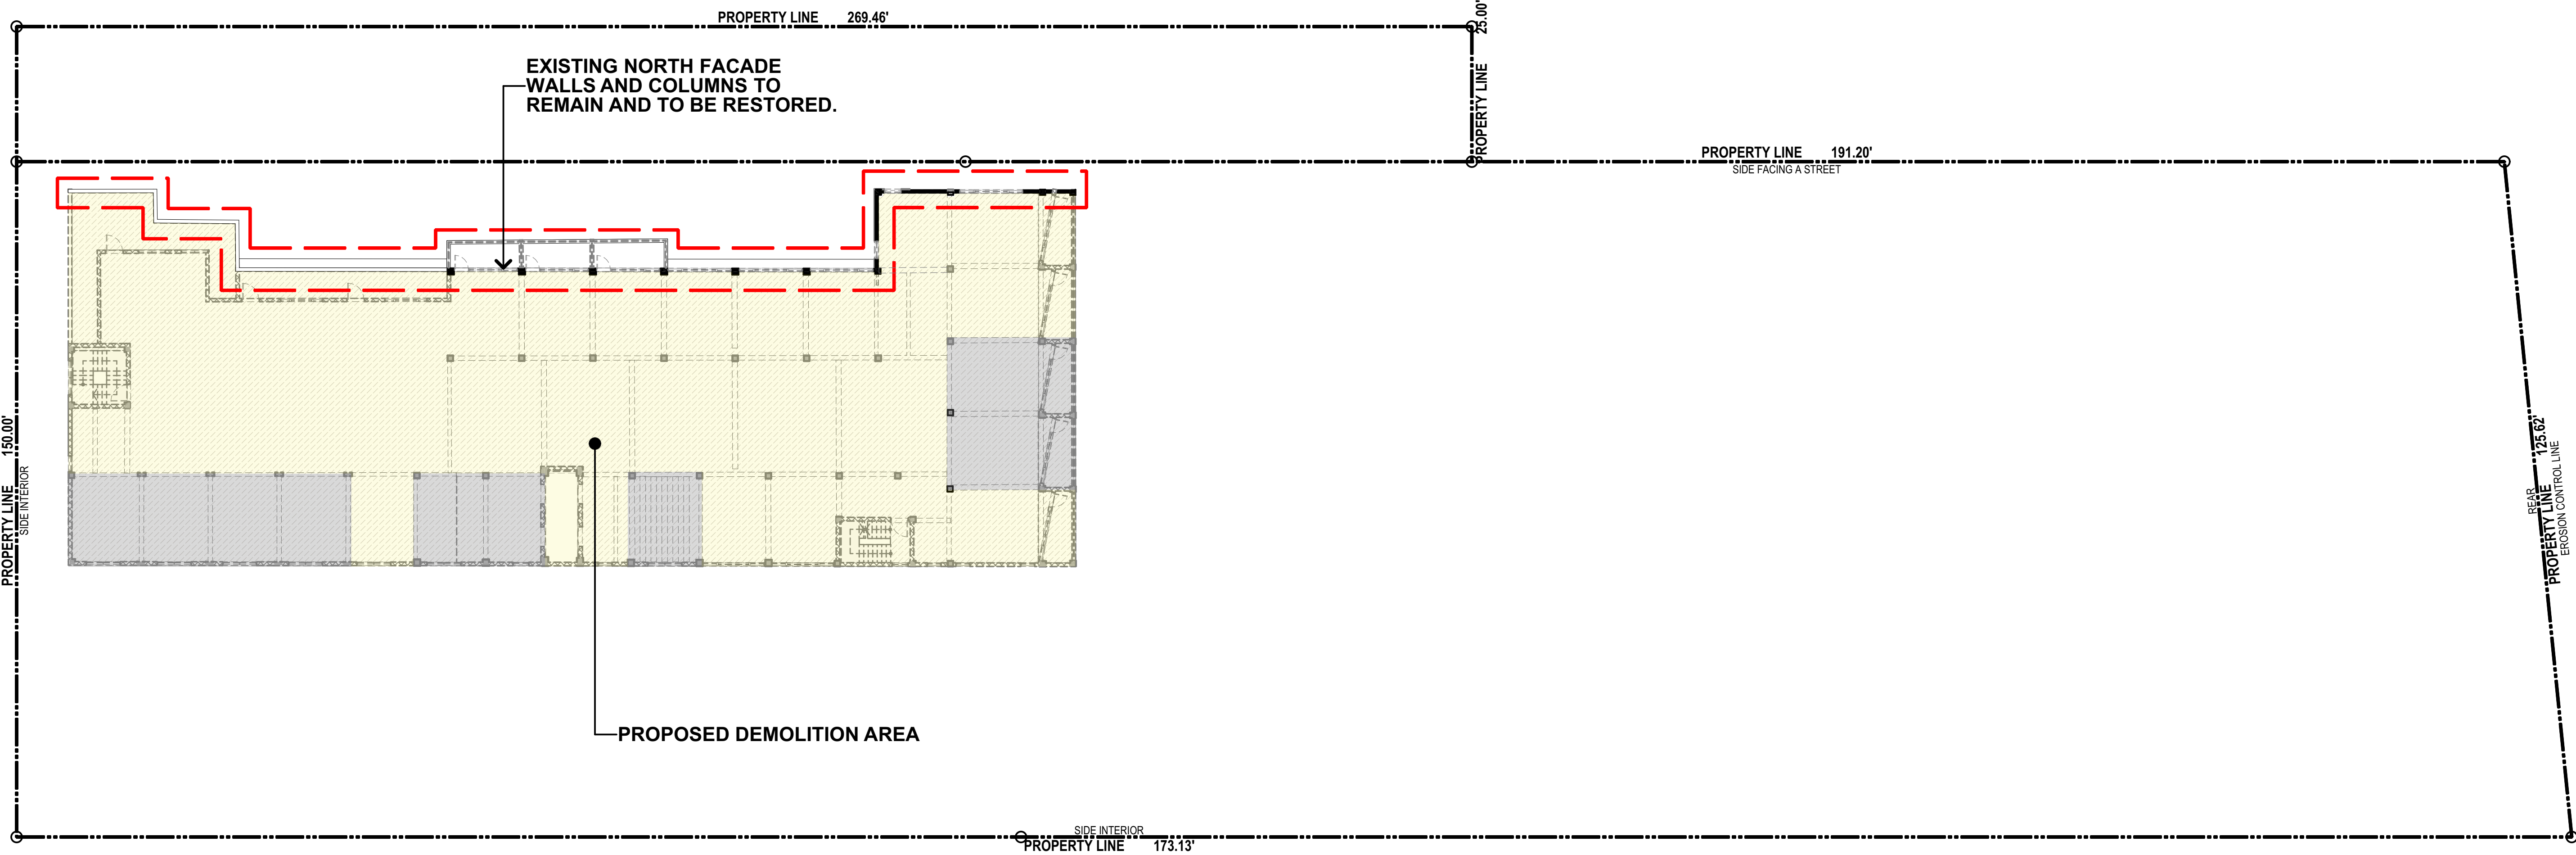 PROPERTY LINE 269.46'
25.00'
PROPERTY LINE
EXISTING NORTH FACADE
WALLS AND COLUMNS TO
REMAIN AND TO BE RESTORED.
PROPERTY LINE 191.20'
SIDE FACING A STREET
PROPERTY LINE 150.00'
SIDE INTERIOR
REAR
PROPERTY LINE 125.62'
EROSION CONTROL LINE
PROPOSED DEMOLITION AREA
SIDE INTERIOR
PROPERTY LINE 173.13'